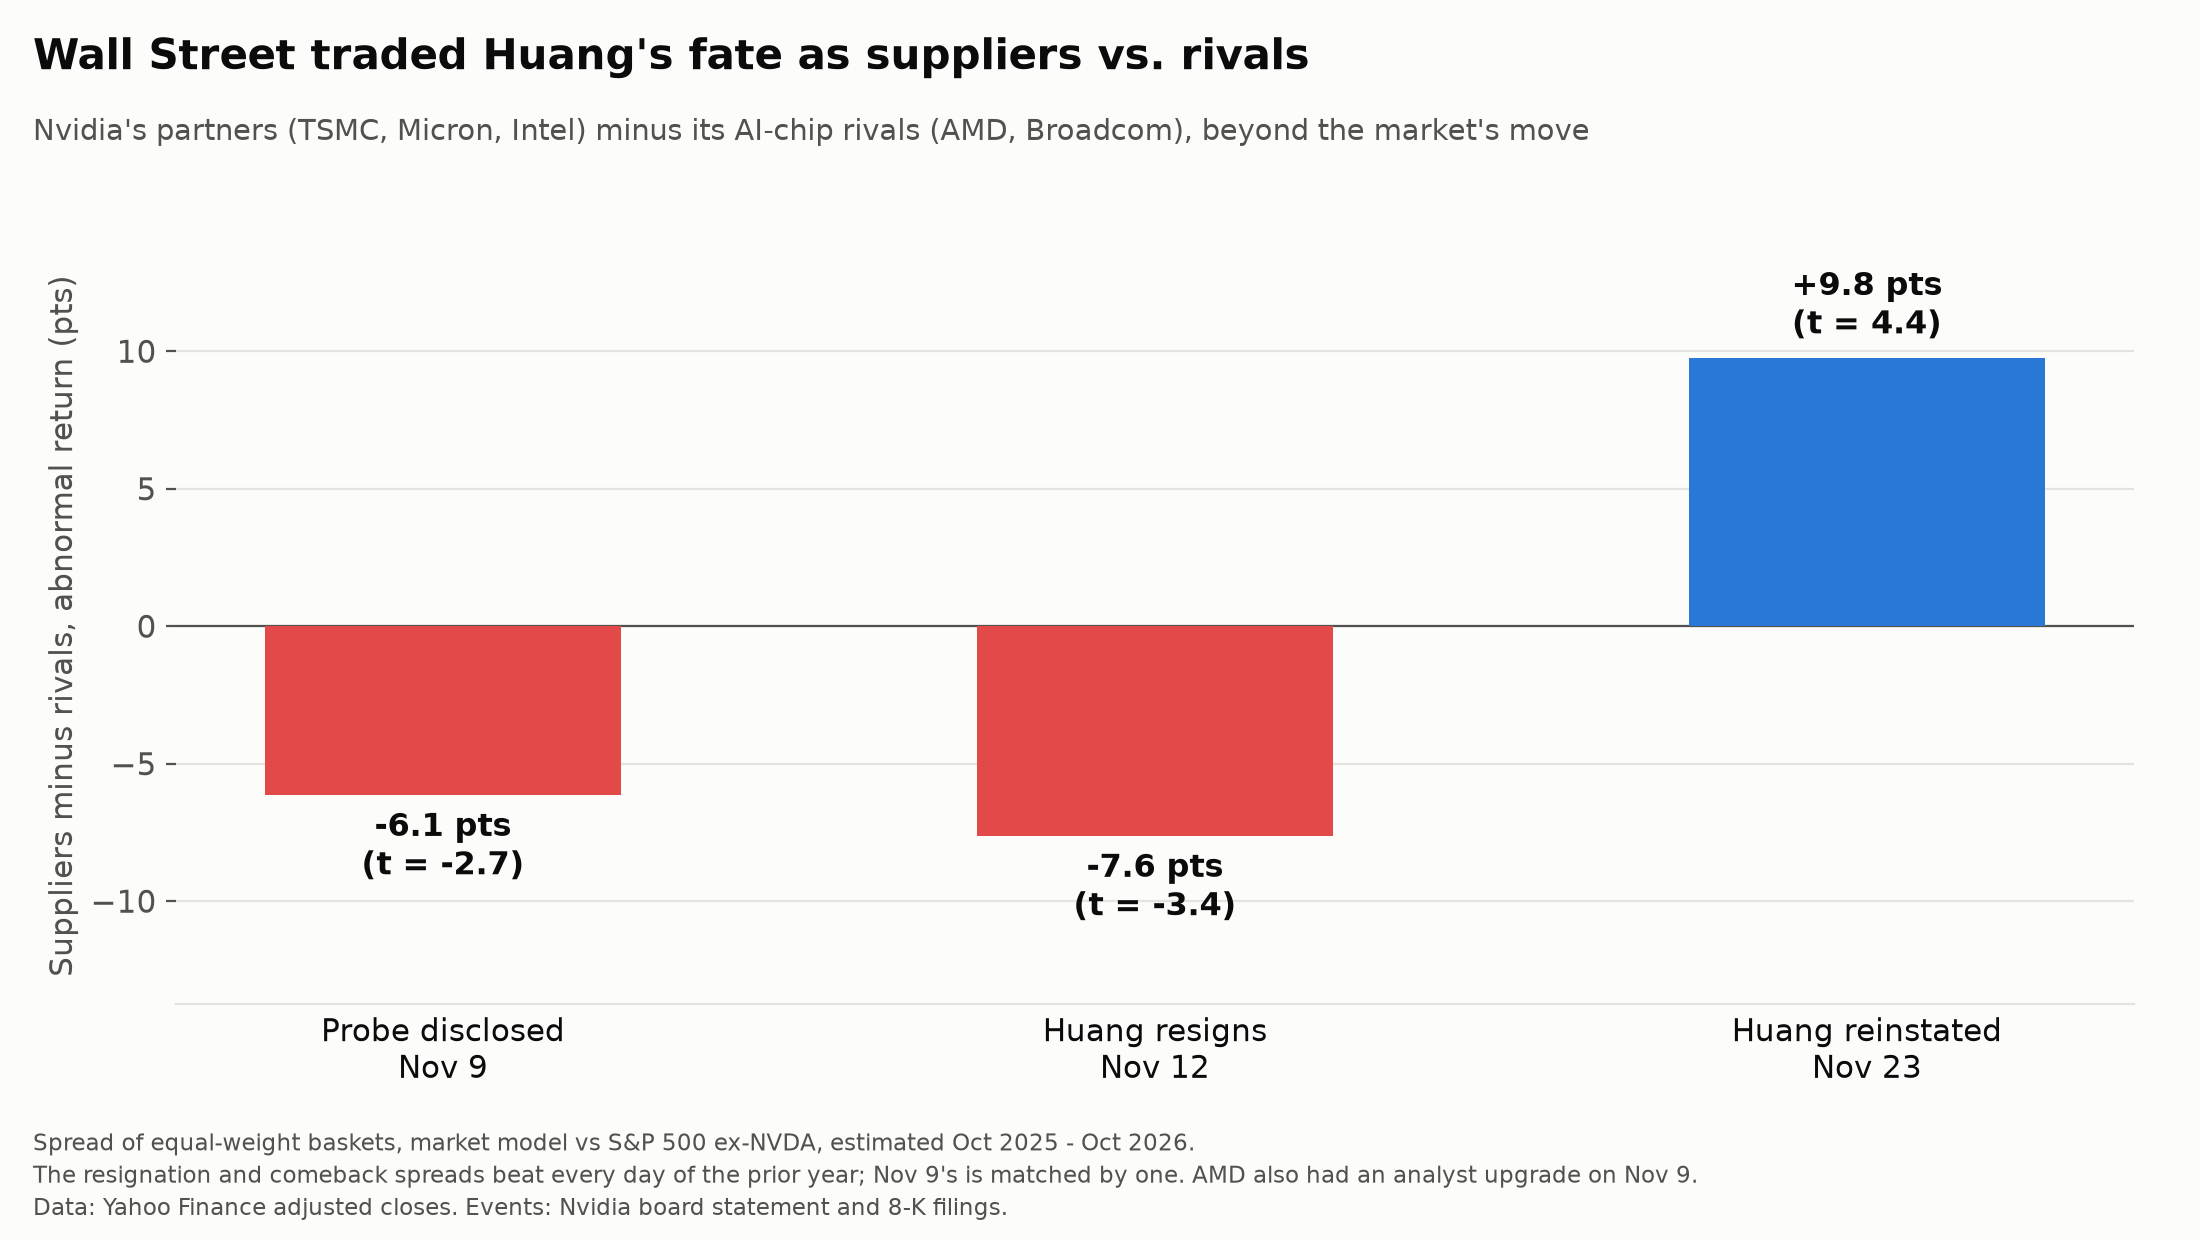 Wall Street traded Huang's fate as suppliers vs. rivals
Nvidia's partners (TSMC, Micron, Intel) minus its AI-chip rivals (AMD, Broadcom), beyond the market's move
Suppliers minus rivals, abnormal return (pts)
10
5
0
−5
−10
-6.1 pts
(t = -2.7)
-7.6 pts
(t = -3.4)
+9.8 pts
(t = 4.4)
Probe disclosed
Nov 9
Huang resigns
Nov 12
Huang reinstated
Nov 23
Spread of equal-weight baskets, market model vs S&P 500 ex-NVDA, estimated Oct 2025 - Oct 2026.
The resignation and comeback spreads beat every day of the prior year; Nov 9's is matched by one. AMD also had an analyst upgrade on Nov 9.
Data: Yahoo Finance adjusted closes. Events: Nvidia board statement and 8-K filings.